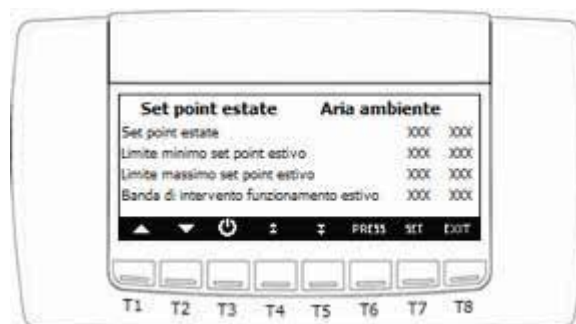 Set point estate Aria ambiente
Set point estate XXX XXX
Limite minimo set point estivo XXX XXX
Limite massimo set point estivo XXX XXX
Banda di intervento funzionamento estivo XXX XXX
PRESS SET EXIT
T1 T2 T3 T4 T5 T6 T7 T8